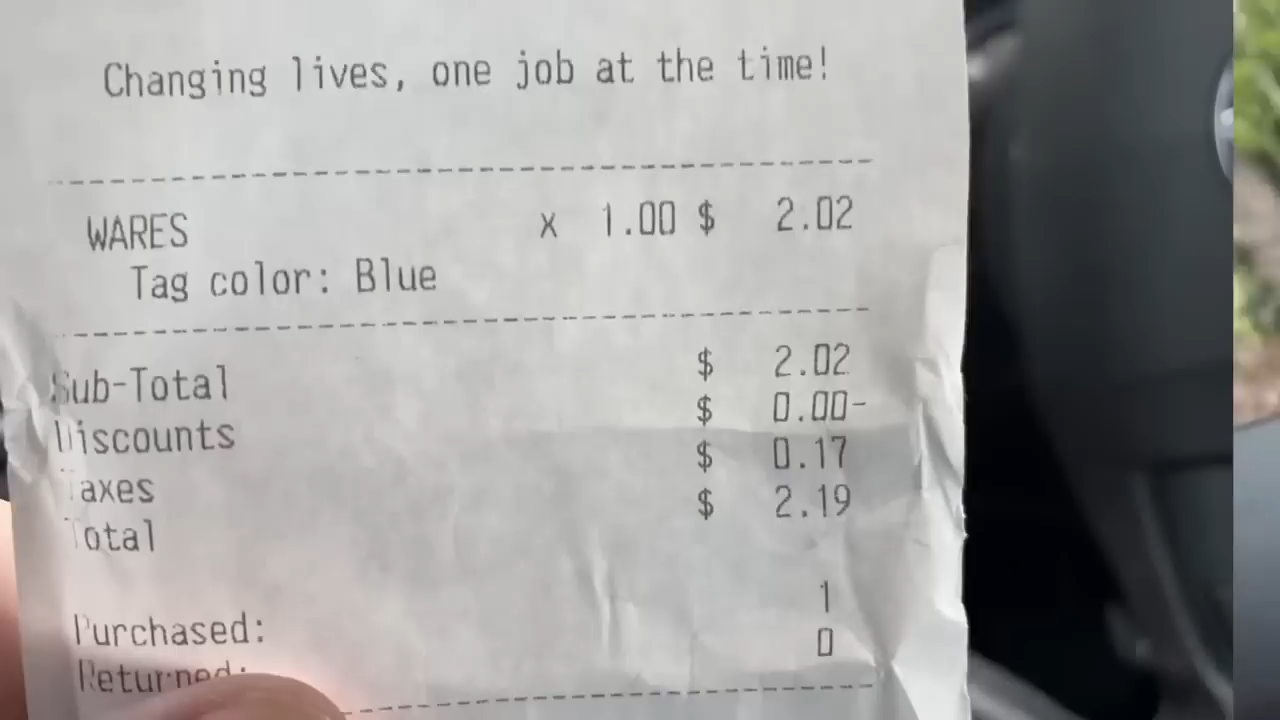 Changing lives, one job at the time!
WARES x 1.00 $ 2.02
Tag color: Blue
Sub-Total $ 2.02
Discounts $ 0.00-
Taxes $ 0.17
Total $ 2.19
Purchased: 1
Returned: 0